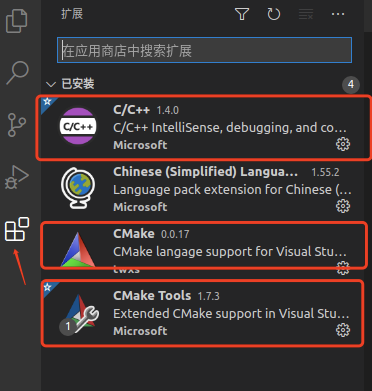 扩展
在应用商店中搜索扩展
已安装
4
C/C++ 1.4.0
C/C++
C/C++ IntelliSense, debugging, and co...
Microsoft
Chinese (Simplified) Langua... 1.55.2
Language pack extension for Chinese (...
Microsoft
CMake 0.0.17
CMake langage support for Visual Stu...
twxs
CMake Tools 1.7.3
1
Extended CMake support in Visual Stu...
Microsoft